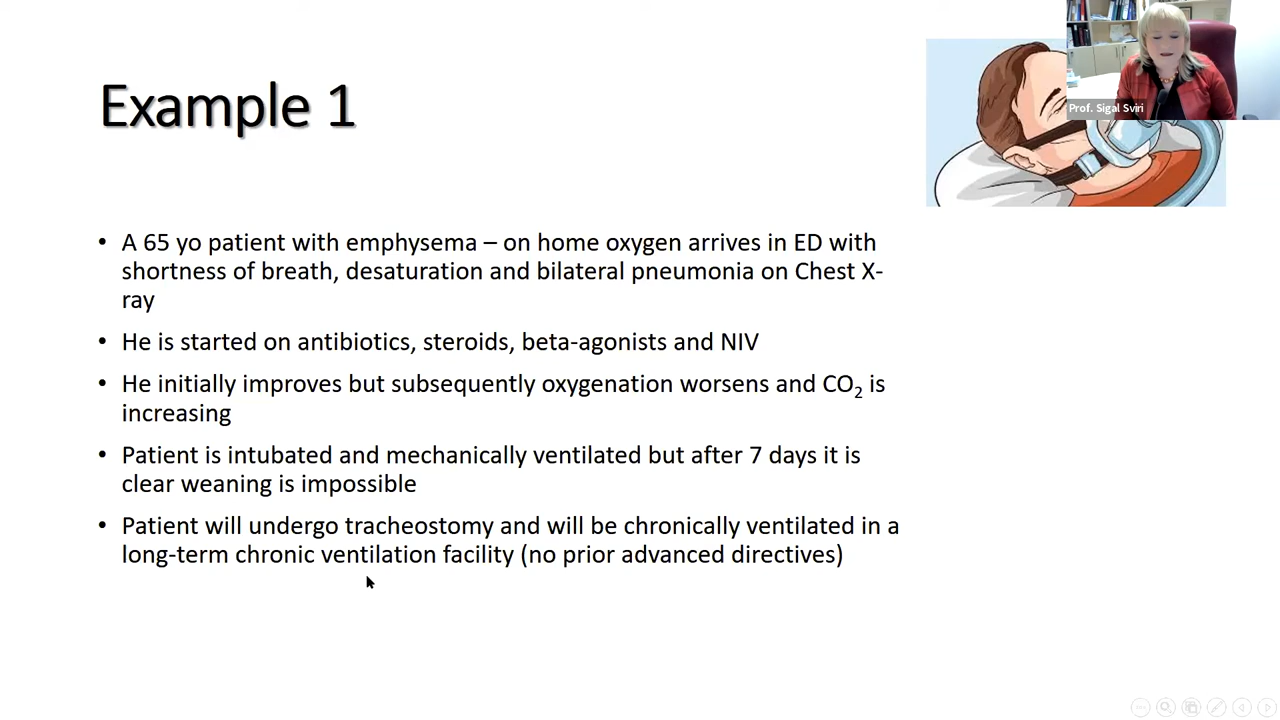 Example 1
Prof. Sigal Sviri
• A 65 yo patient with emphysema – on home oxygen arrives in ED with
shortness of breath, desaturation and bilateral pneumonia on Chest X-
ray
• He is started on antibiotics, steroids, beta-agonists and NIV
• He initially improves but subsequently oxygenation worsens and CO₂ is
increasing
• Patient is intubated and mechanically ventilated but after 7 days it is
clear weaning is impossible
• Patient will undergo tracheostomy and will be chronically ventilated in a
long-term chronic ventilation facility (no prior advanced directives)